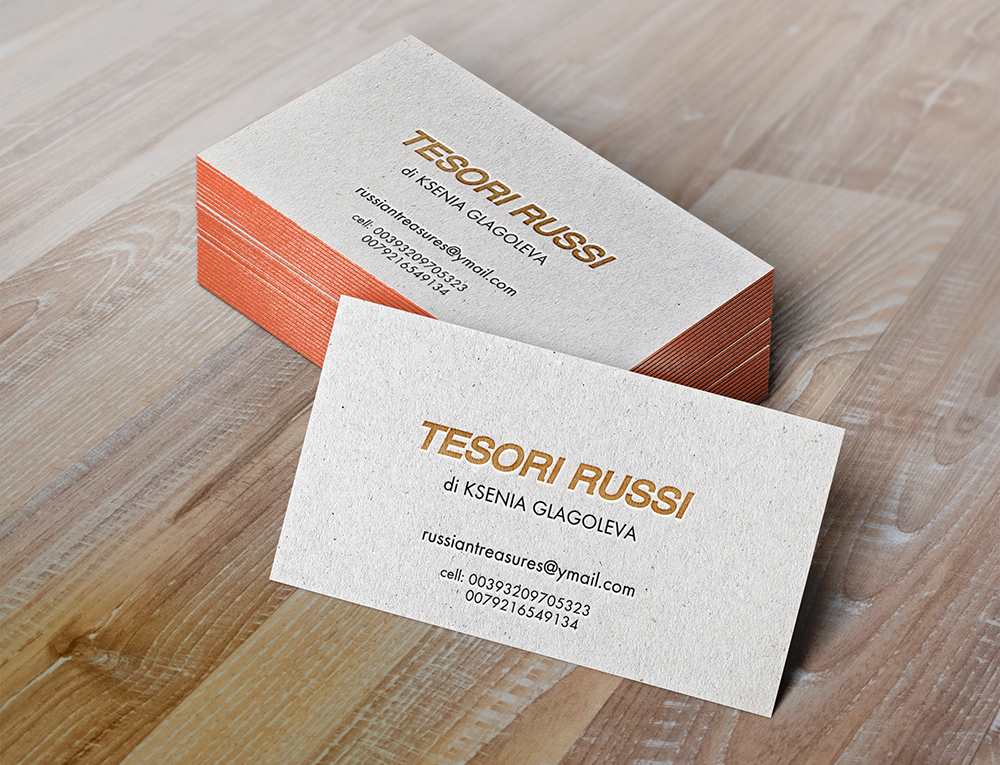 TESORI RUSSI
di KSENIA GLAGOLEVA
russiantreasures@ymail.com
cell: 00393209705323
0079216549134
TESORI RUSSI
di KSENIA GLAGOLEVA
russiantreasures@ymail.com
cell: 00393209705323
0079216549134